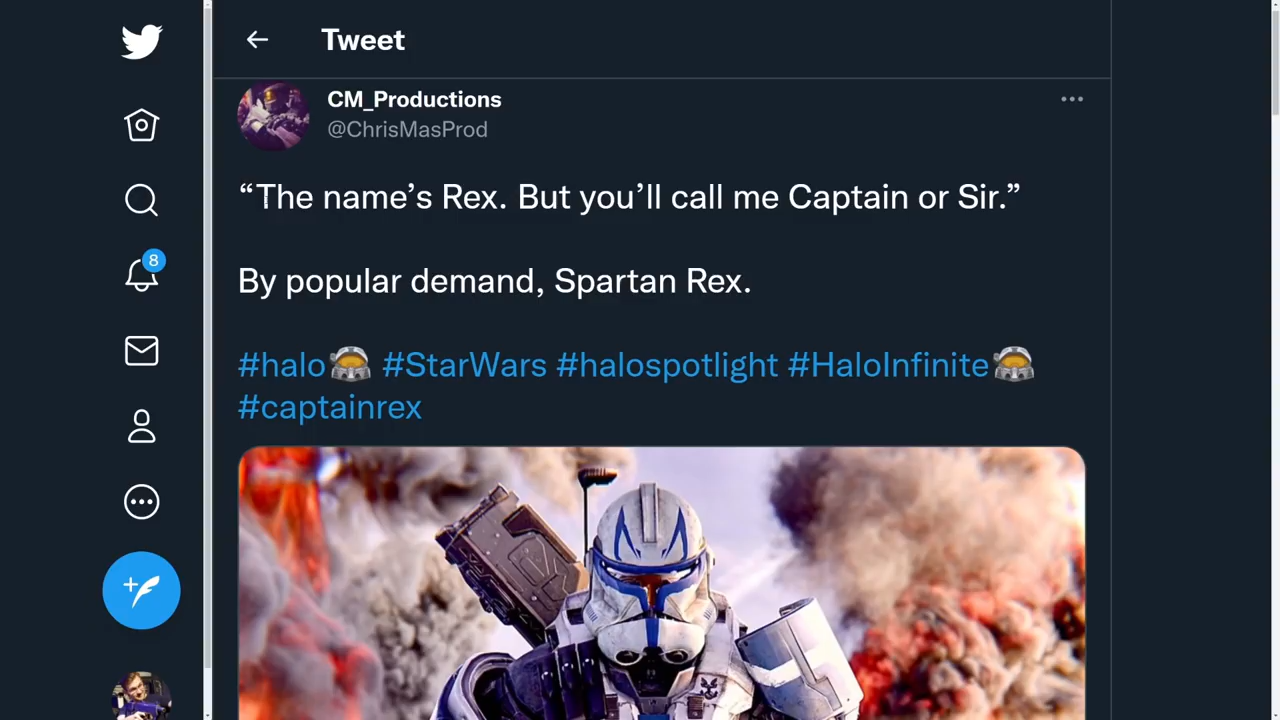 Tweet
CM_Productions
@ChrisMasProd
“The name’s Rex. But you’ll call me Captain or Sir.”
By popular demand, Spartan Rex.
#halo #StarWars #halospotlight #HaloInfinite
#captainrex
8